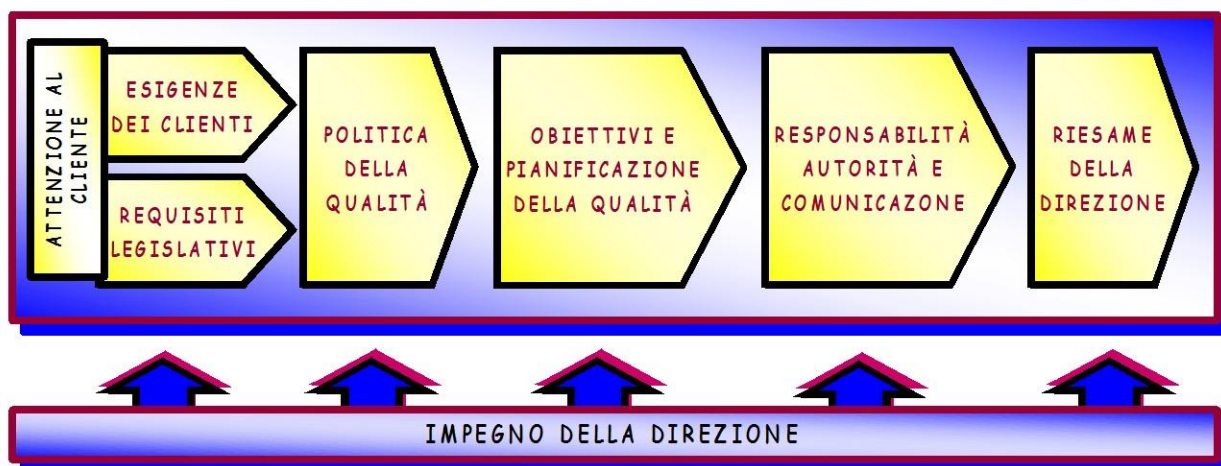 ATTENZIONE AL
CLIENTE
ESIGENZE
DEI CLIENTI
REQUISITI
LEGISLATIVI
POLITICA
DELLA
QUALITÀ
OBIETTIVI E
PIANIFICAZIONE
DELLA QUALITÀ
RESPONSABILITÀ
AUTORITÀ E
COMUNICAZONE
RIESAME
DELLA
DIREZIONE
IMPEGNO DELLA DIREZIONE